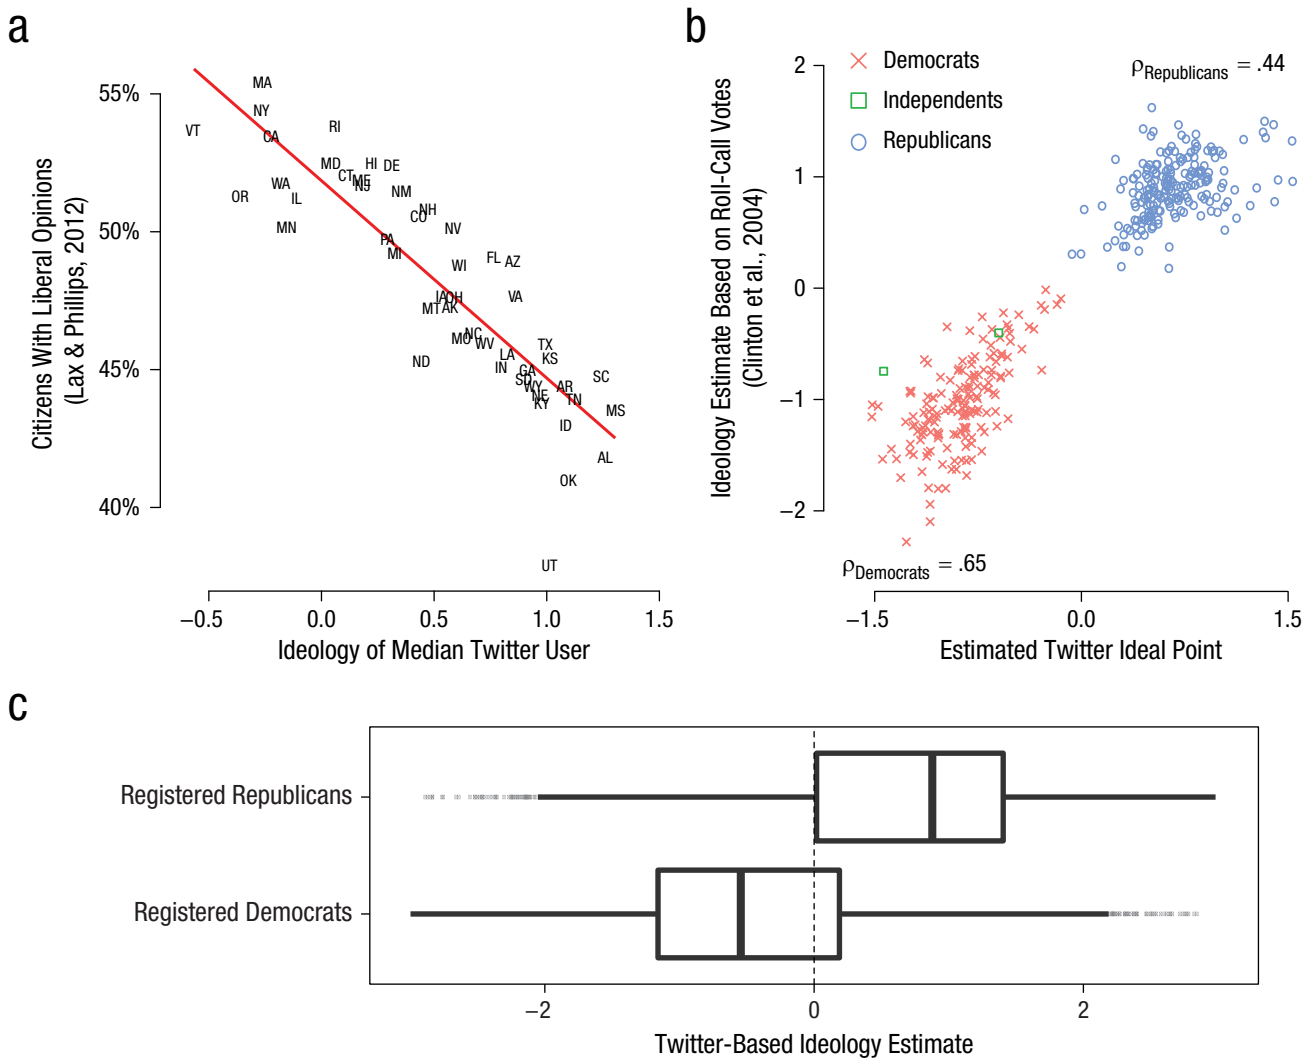 a
55%
50%
45%
40%
Citizens With Liberal Opinions
(Lax & Phillips, 2012)
MA
NY
VT
CA
RI
MD
HI
DE
CT
ME
NJ
WA
OR
IL
NM
MN
NH
CO
NV
PA
MI
FL
AZ
WI
IA
OH
VA
MT
AK
NC
MO
WV
TX
LA
KS
ND
IN
GA
SC
SD
WY
AR
NE
TN
KY
MS
ID
AL
OK
UT
−0.5
0.0
0.5
1.0
1.5
Ideology of Median Twitter User
b
Democrats
Independents
Republicans
ρRepublicans = .44
2
1
0
−1
−2
Ideology Estimate Based on Roll-Call Votes
(Clinton et al., 2004)
ρDemocrats = .65
−1.5
0.0
1.5
Estimated Twitter Ideal Point
c
Registered Republicans
Registered Democrats
−2
0
2
Twitter-Based Ideology Estimate